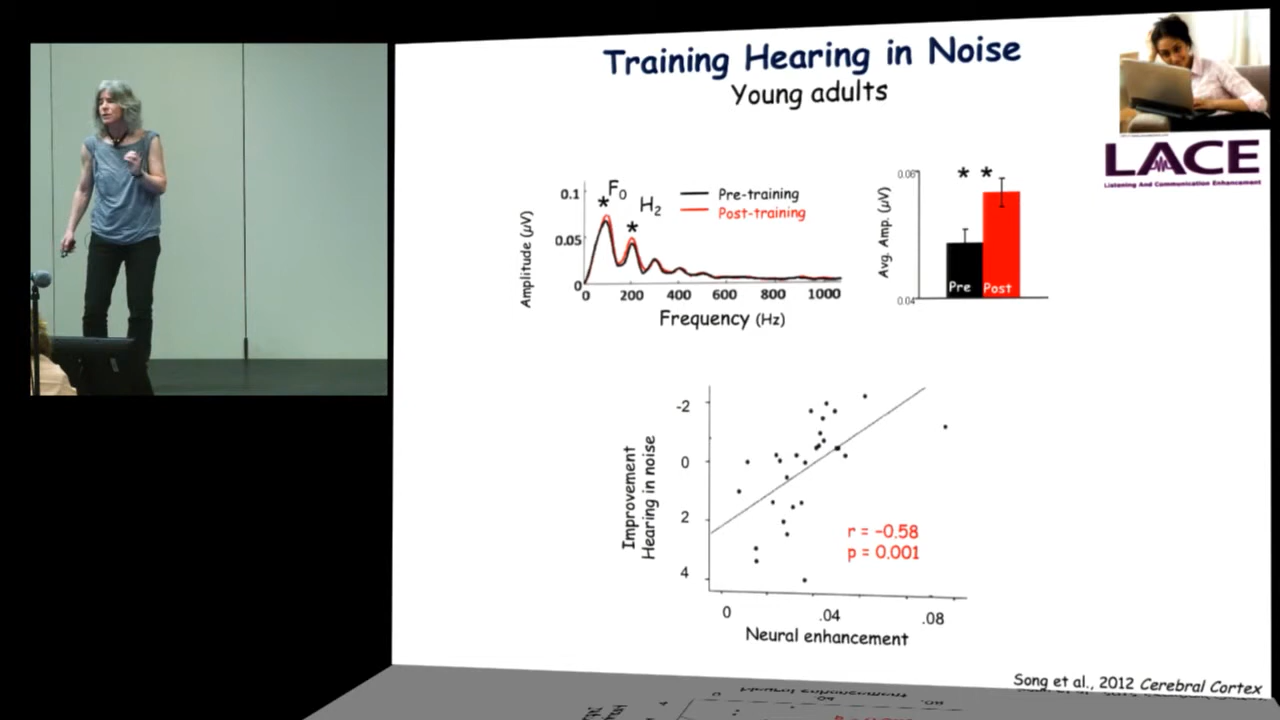 Training Hearing in Noise
Young adults
LACE
Listening And Communication Enhancement
Amplitude (µV)
0.1
0.05
0
* F0
* H2
Pre-training
Post-training
0 200 400 600 800 1000
Frequency (Hz)
Avg. Amp. (µV)
0.06
0.04
* *
Pre Post
Improvement
Hearing in noise
-2
0
2
4
r = -0.58
p = 0.001
0 .04 .08
Neural enhancement
Song et al., 2012 Cerebral Cortex